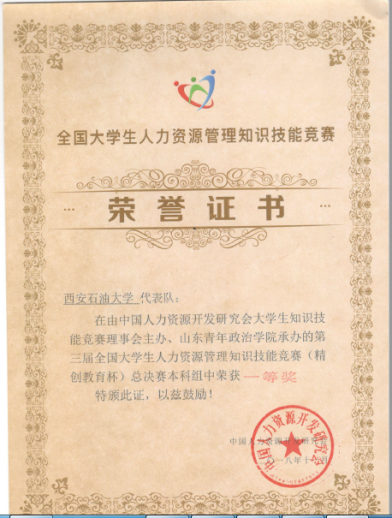 全国大学生人力资源管理知识技能竞赛
荣誉证书
西安石油大学 代表队：
在由中国人力资源开发研究会大学生知识技
能竞赛理事会主办、山东青年政治学院承办的第
三届全国大学生人力资源管理知识技能竞赛（精
创教育杯）总决赛本科组中荣获 一等奖
特颁此证，以兹鼓励！
中国人力资源开发研究会